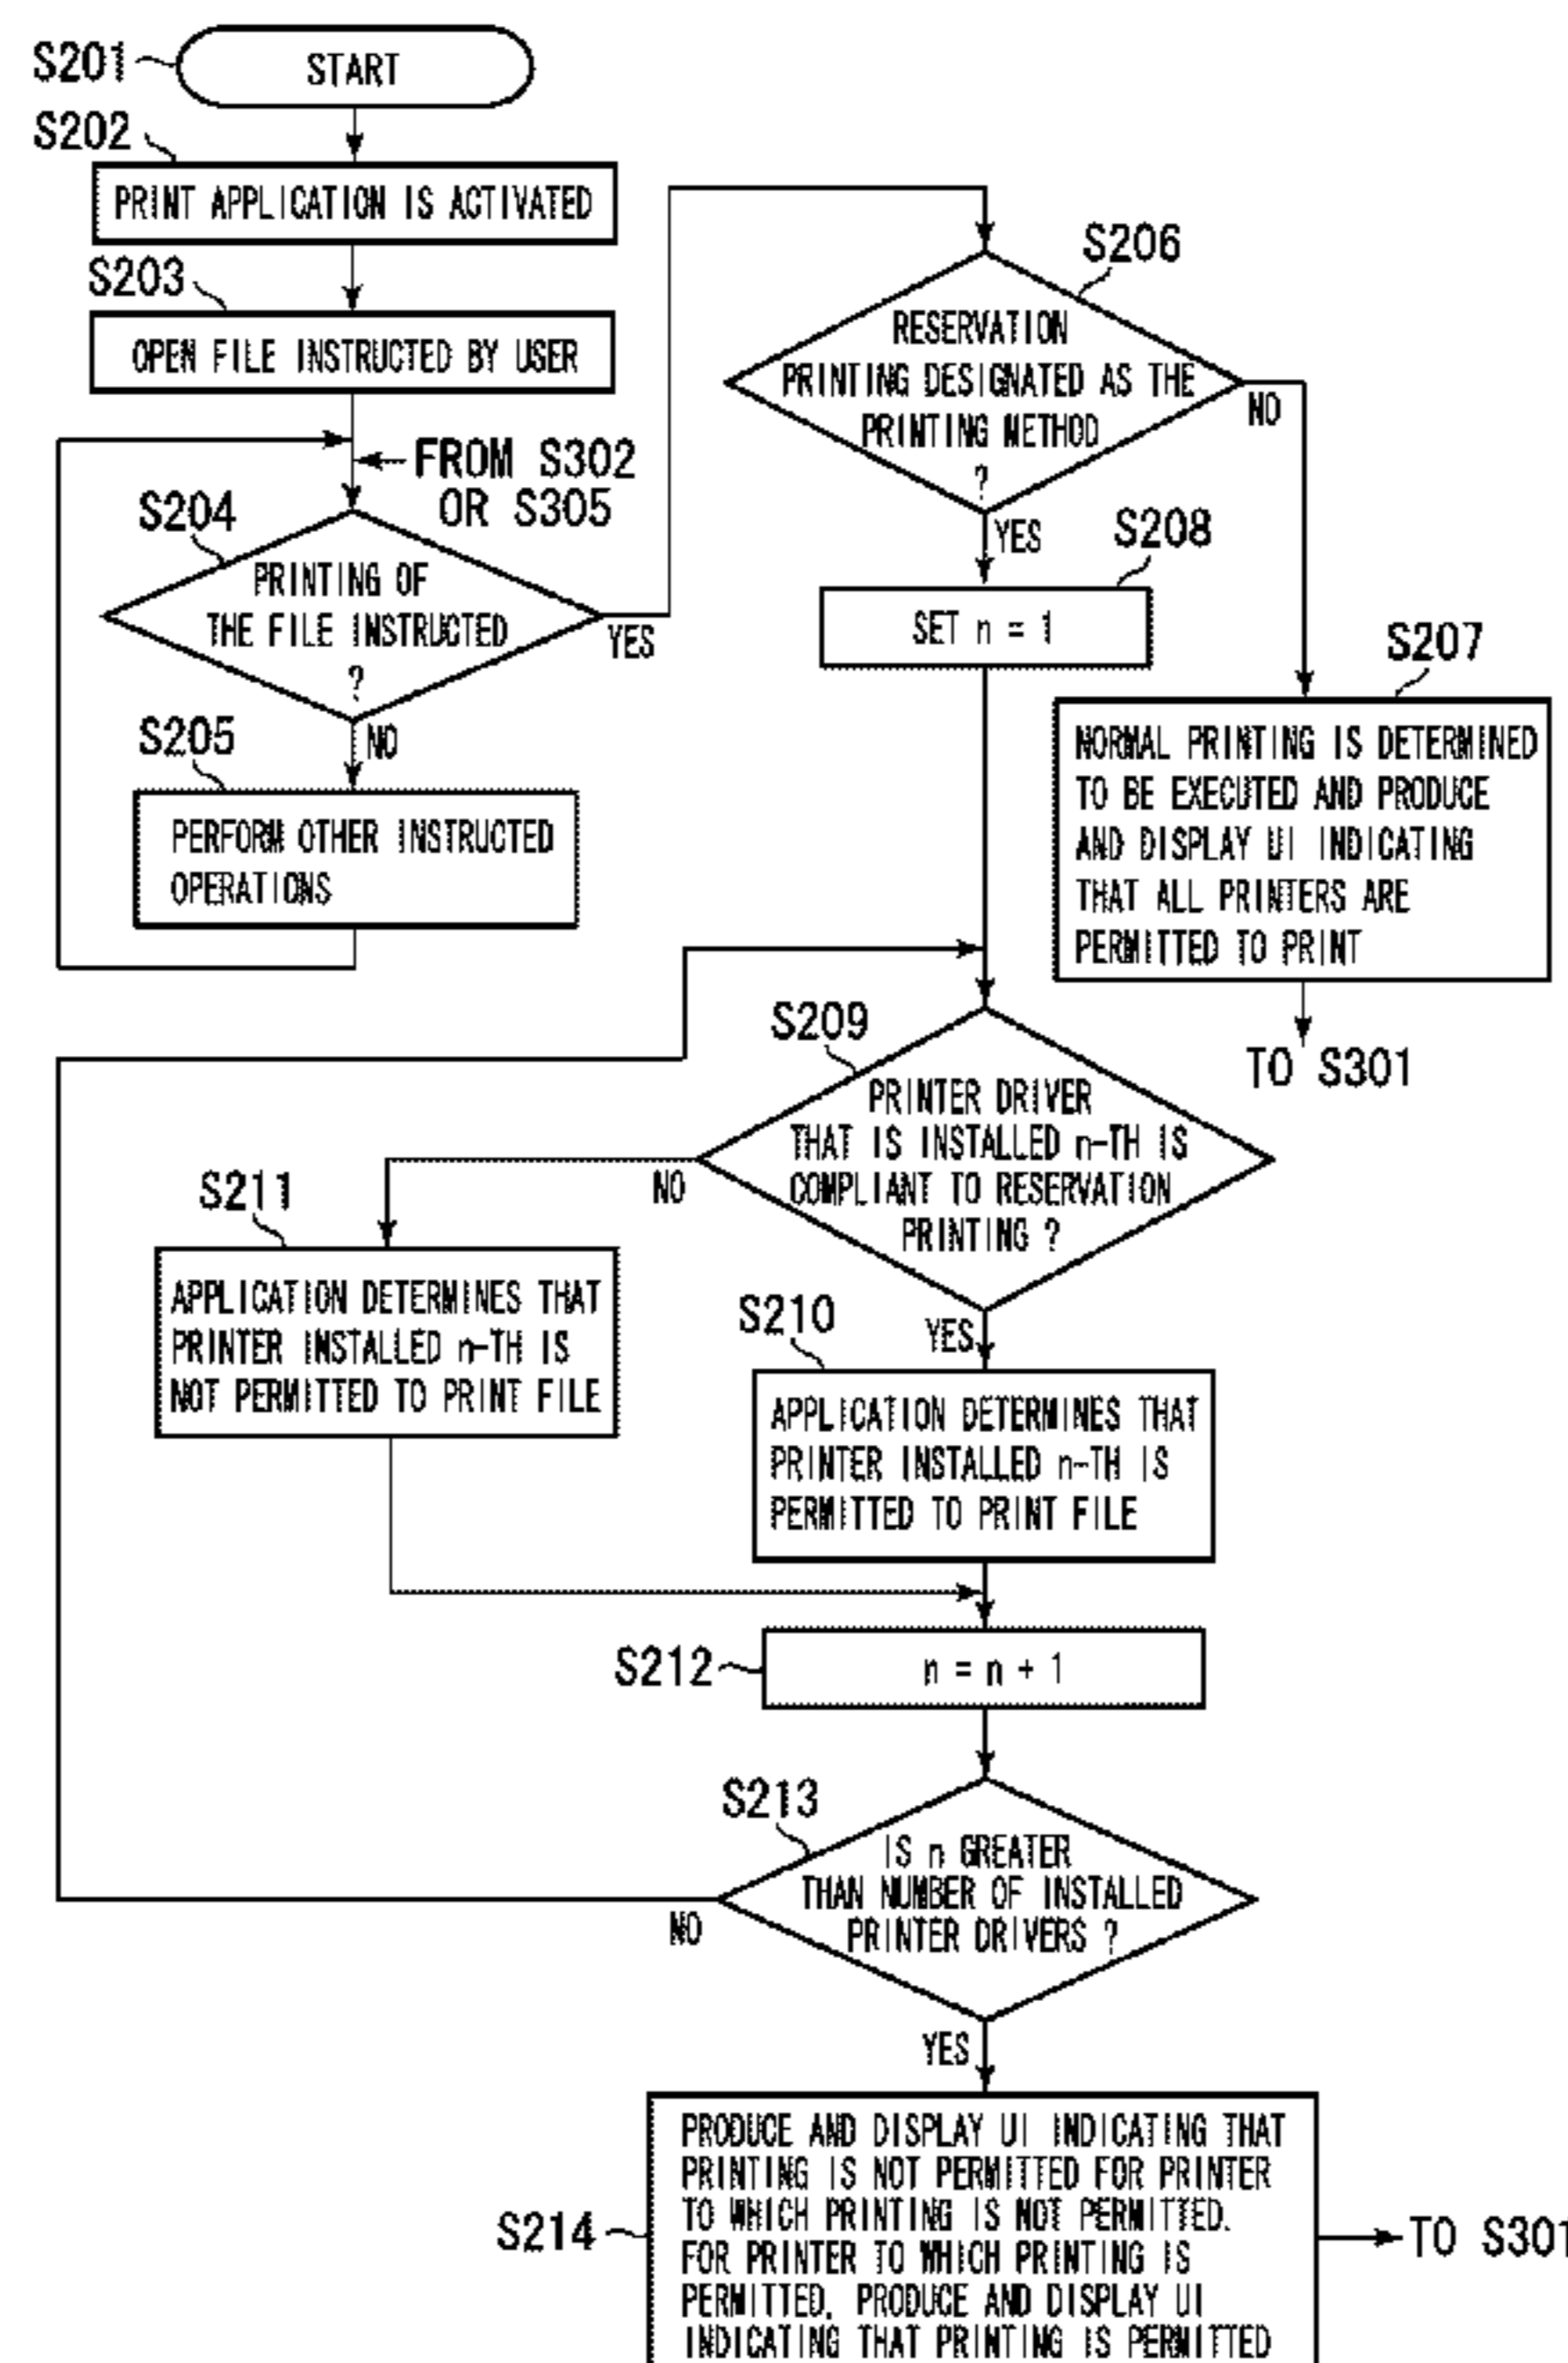 S201
START
S202
PRINT APPLICATION IS ACTIVATED
S203
OPEN FILE INSTRUCTED BY USER
FROM S302
OR S305
S204
PRINTING OF
THE FILE INSTRUCTED
?
YES
NO
S205
PERFORM OTHER INSTRUCTED
OPERATIONS
S206
RESERVATION
PRINTING DESIGNATED AS THE
PRINTING METHOD
?
NO
YES
S208
SET n = 1
S207
NORMAL PRINTING IS DETERMINED
TO BE EXECUTED AND PRODUCE
AND DISPLAY UI INDICATING
THAT ALL PRINTERS ARE
PERMITTED TO PRINT
TO S301
S209
PRINTER DRIVER
THAT IS INSTALLED n-TH IS
COMPLIANT TO RESERVATION
PRINTING ?
NO
YES
S211
APPLICATION DETERMINES THAT
PRINTER INSTALLED n-TH IS
NOT PERMITTED TO PRINT FILE
S210
APPLICATION DETERMINES THAT
PRINTER INSTALLED n-TH IS
PERMITTED TO PRINT FILE
S212
n = n + 1
S213
IS n GREATER
THAN NUMBER OF INSTALLED
PRINTER DRIVERS ?
NO
YES
S214
PRODUCE AND DISPLAY UI INDICATING THAT
PRINTING IS NOT PERMITTED FOR PRINTER
TO WHICH PRINTING IS NOT PERMITTED.
FOR PRINTER TO WHICH PRINTING IS
PERMITTED, PRODUCE AND DISPLAY UI
INDICATING THAT PRINTING IS PERMITTED
TO S301